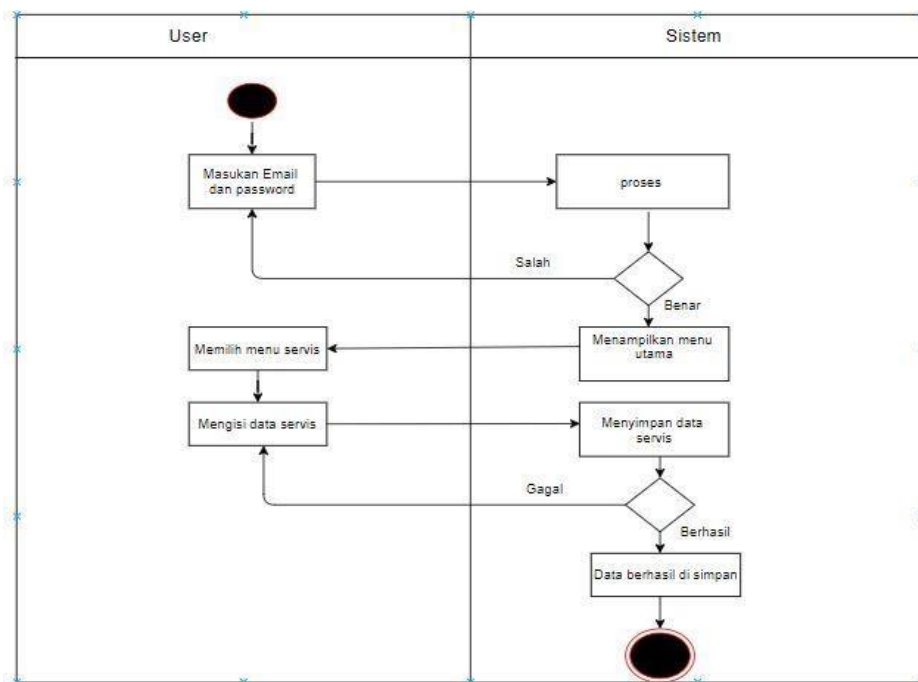 User
Sistem
Masukan Email
dan password
proses
Salah
Benar
Menampilkan menu
utama
Memilih menu servis
Mengisi data servis
Menyimpan data
servis
Gagal
Berhasil
Data berhasil di simpan